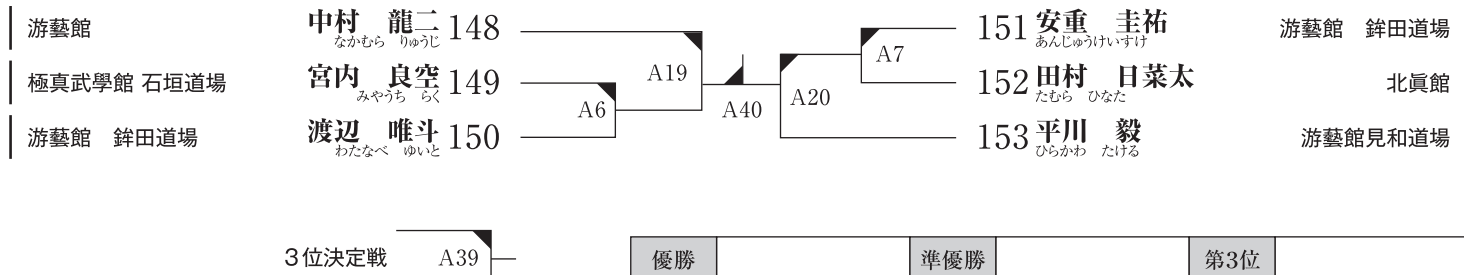 游藝館 中村 龍二 148
なかむら りゅうじ
極真武學館 石垣道場 宮内 良空 149
みやうち らく
游藝館 鉾田道場 渡辺 唯斗 150
わたなべ ゆいと
A19
A6
A40
A7
A20
151 安重 圭祐 游藝館 鉾田道場
あんじゅうけいすけ
152 田村 日菜太 北眞館
たむら ひなた
153 平川 毅 游藝館見和道場
ひらかわ たける
3位決定戦 A39 優勝 準優勝 第3位